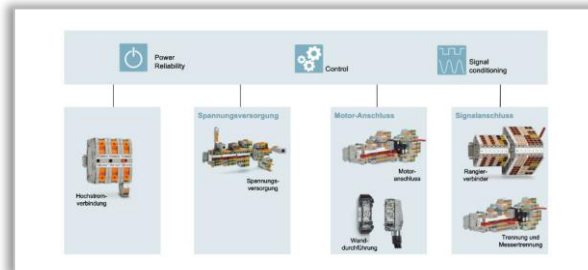 Power
Reliability
Control
Signal
conditioning
Hochstrom-
verbindung
Spannungsversorgung
Spannungs-
versorgung
Motor-Anschluss
Motor-
anschluss
Wand-
durchführung
Signalanschluss
Rangier-
verbinder
Trennung und
Messertrennung